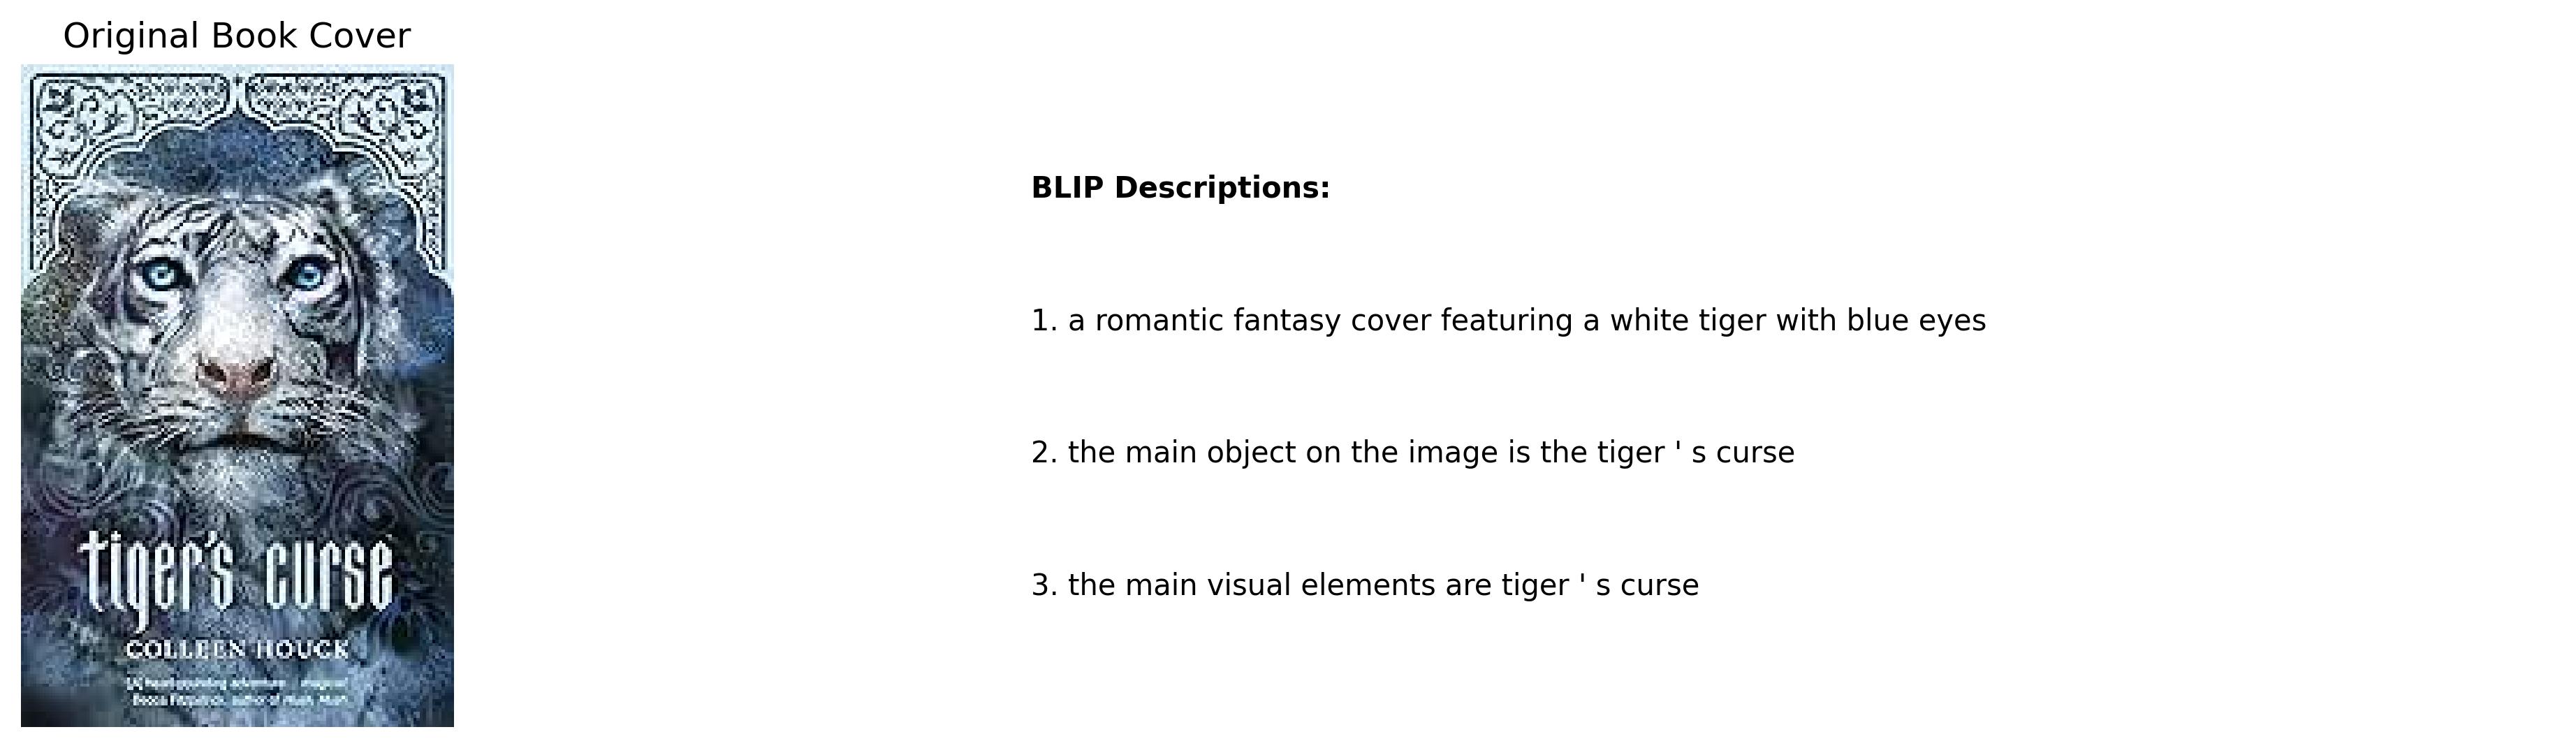 Original Book Cover
tiger's curse
COLLEEN HOUCK
BLIP Descriptions:
1. a romantic fantasy cover featuring a white tiger with blue eyes
2. the main object on the image is the tiger ' s curse
3. the main visual elements are tiger ' s curse